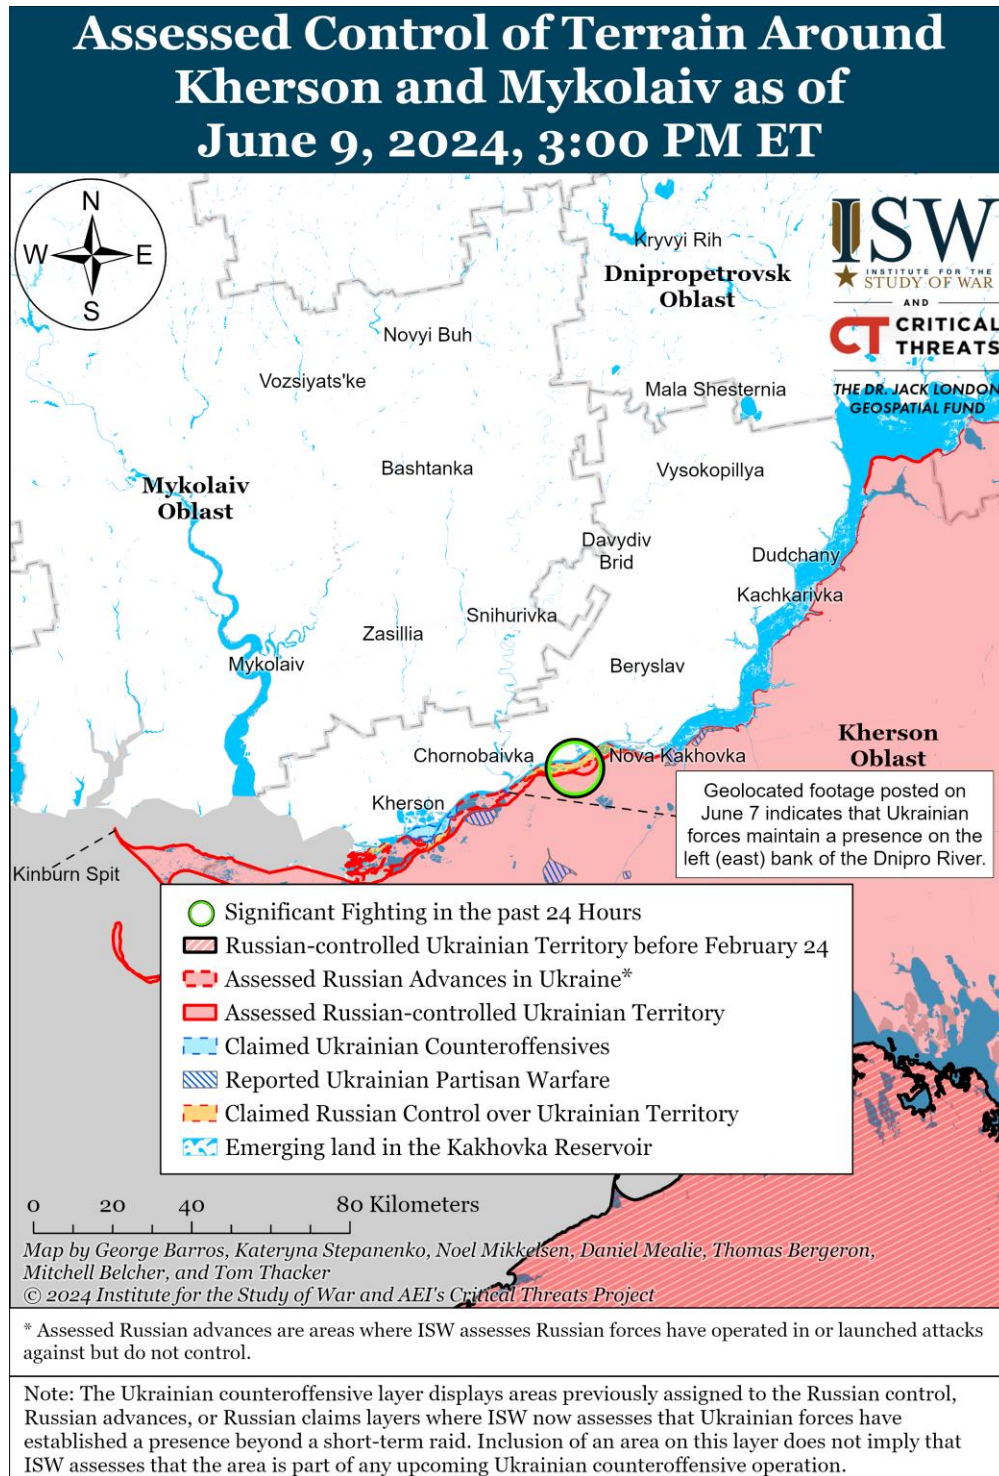 Assessed Control of Terrain Around
Kherson and Mykolaiv as of
June 9, 2024, 3:00 PM ET
N
W
E
S
ISW
INSTITUTE FOR THE
STUDY OF WAR
AND
CT CRITICAL
THREATS
THE DR. JACK LONDON
GEOSPATIAL FUND
Kryvyi Rih
Dnipropetrovsk
Oblast
Novyi Buh
Vozsiyats'ke
Mala Shesternia
Bashtanka
Vysokopillya
Mykolaiv
Oblast
Davydiv
Brid
Dudchany
Kachkarivka
Snihurivka
Zasillia
Mykolaiv
Beryslav
Kherson
Oblast
Chornobaivka
Nova Kakhovka
Kherson
Geolocated footage posted on
June 7 indicates that Ukrainian
forces maintain a presence on the
left (east) bank of the Dnipro River.
Kinburn Spit
Significant Fighting in the past 24 Hours
Russian-controlled Ukrainian Territory before February 24
Assessed Russian Advances in Ukraine*
Assessed Russian-controlled Ukrainian Territory
Claimed Ukrainian Counteroffensives
Reported Ukrainian Partisan Warfare
Claimed Russian Control over Ukrainian Territory
Emerging land in the Kakhovka Reservoir
0 20 40 80 Kilometers
Map by George Barros, Kateryna Stepanenko, Noel Mikkelsen, Daniel Mealie, Thomas Bergeron,
Mitchell Belcher, and Tom Thacker
© 2024 Institute for the Study of War and AEI's Critical Threats Project
* Assessed Russian advances are areas where ISW assesses Russian forces have operated in or launched attacks
against but do not control.
Note: The Ukrainian counteroffensive layer displays areas previously assigned to the Russian control,
Russian advances, or Russian claims layers where ISW now assesses that Ukrainian forces have
established a presence beyond a short-term raid. Inclusion of an area on this layer does not imply that
ISW assesses that the area is part of any upcoming Ukrainian counteroffensive operation.